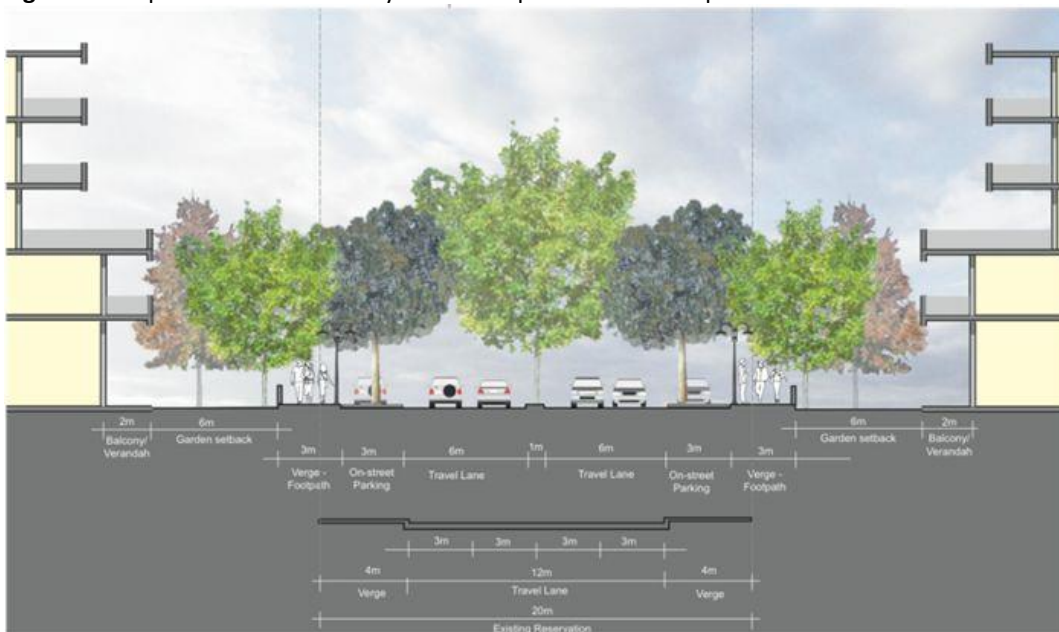 2m
6m
6m
2m
Balcony/
Verandah
Garden setback
Garden setback
Balcony/
Verandah
3m
3m
6m
1m
6m
3m
3m
Verge -
Footpath
On-street
Parking
Travel Lane
Travel Lane
On-street
Parking
Verge -
Footpath
3m
3m
3m
3m
4m
12m
4m
Verge
Travel Lane
Verge
20m
Existing Reservation